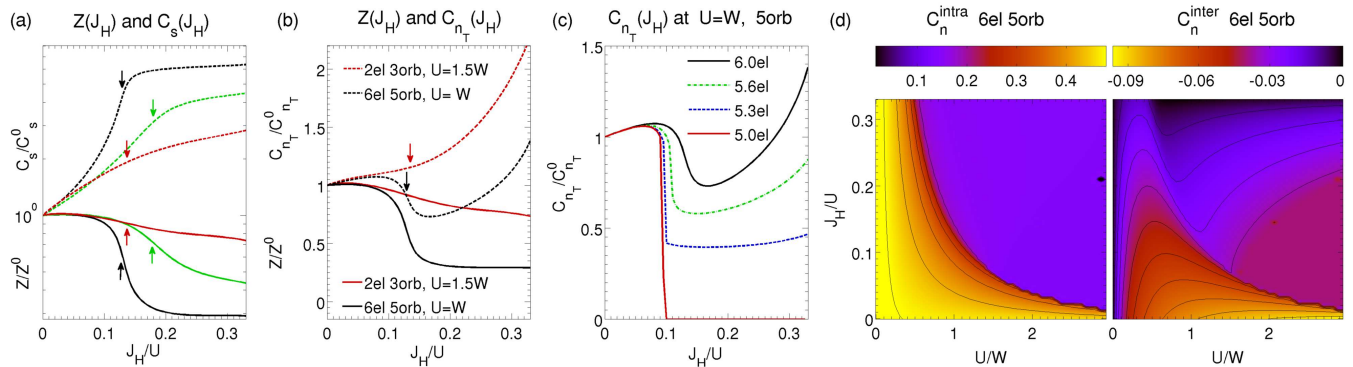 (a) Z(J_H) and C_s(J_H)
C_s/C^0_s
10^0
Z/Z^0
0 0.1 0.2 0.3
J_H/U
(b) Z(J_H) and C_{n_T}(J_H)
2el 3orb, U=1.5W
6el 5orb, U= W
C_{n_T}/C^0_{n_T}
Z/Z^0
2
1.5
1
0.5
0
2el 3orb, U=1.5W
6el 5orb, U=W
0 0.1 0.2 0.3
J_H/U
(c) C_{n_T}(J_H) at U=W, 5orb
6.0el
5.6el
5.3el
5.0el
C_{n_T}/C^0_{n_T}
1.5
1
0.5
0
0 0.1 0.2 0.3
J_H/U
(d) C_n^{intra} 6el 5orb
0.1 0.2 0.3 0.4
J_H/U
0.3
0.2
0.1
0
0 1 2
U/W
C_n^{inter} 6el 5orb
-0.09 -0.06 -0.03 0
0 1 2
U/W